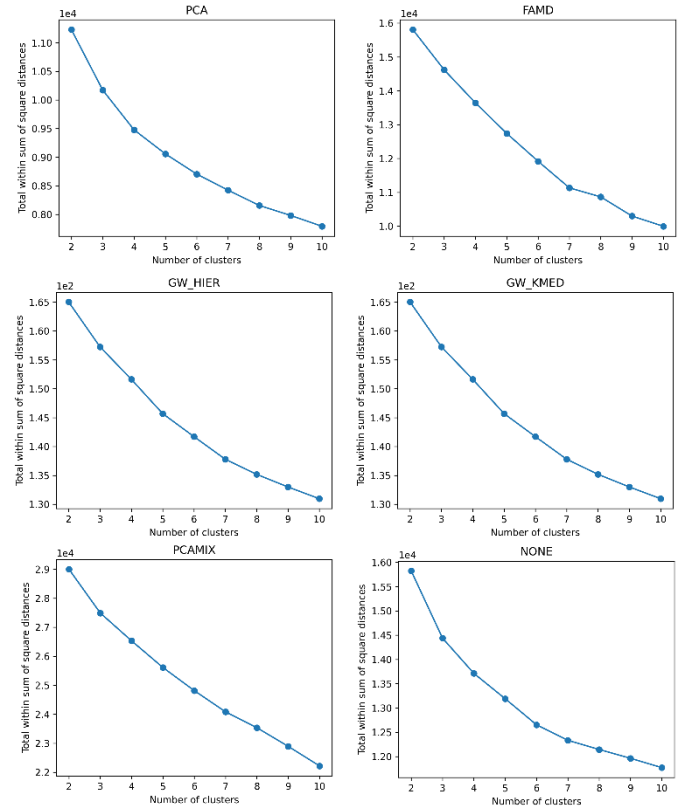 PCA
1e4
Total within sum of square distances
1.10
1.05
1.00
0.95
0.90
0.85
0.80
2 3 4 5 6 7 8 9 10
Number of clusters
FAMD
1e4
Total within sum of square distances
1.6
1.5
1.4
1.3
1.2
1.1
1.0
2 3 4 5 6 7 8 9 10
Number of clusters
GW_HIER
1e2
Total within sum of square distances
1.65
1.60
1.55
1.50
1.45
1.40
1.35
1.30
2 3 4 5 6 7 8 9 10
Number of clusters
GW_KMED
1e2
Total within sum of square distances
1.65
1.60
1.55
1.50
1.45
1.40
1.35
1.30
2 3 4 5 6 7 8 9 10
Number of clusters
PCAMIX
1e4
Total within sum of square distances
2.9
2.8
2.7
2.6
2.5
2.4
2.3
2.2
2 3 4 5 6 7 8 9 10
Number of clusters
NONE
1e4
Total within sum of square distances
1.60
1.55
1.50
1.45
1.40
1.35
1.30
1.25
1.20
2 3 4 5 6 7 8 9 10
Number of clusters